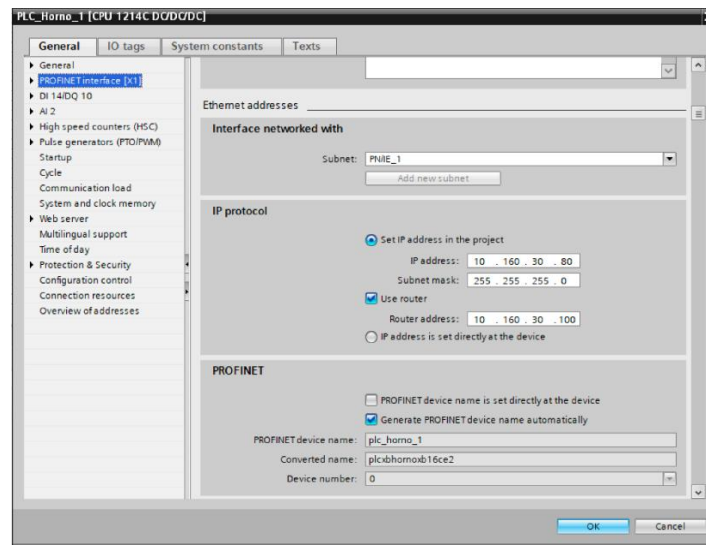 PLC_Horno_1 [CPU 1214C DC/DC/DC]
General IO tags System constants Texts
General
PROFINET interface [X1]
DI 14/DQ 10
AI 2
High speed counters (HSC)
Pulse generators (PTO/PWM)
Startup
Cycle
Communication load
System and clock memory
Web server
Multilingual support
Time of day
Protection & Security
Configuration control
Connection resources
Overview of addresses
Ethernet addresses
Interface networked with
Subnet: PN/IE_1
Add new subnet
IP protocol
Set IP address in the project
IP address: 10 . 160 . 30 . 80
Subnet mask: 255 . 255 . 255 . 0
Use router
Router address: 10 . 160 . 30 . 100
IP address is set directly at the device
PROFINET
PROFINET device name is set directly at the device
Generate PROFINET device name automatically
PROFINET device name: plc_horno_1
Converted name: plcxbhornoxb16ce2
Device number: 0
OK Cancel